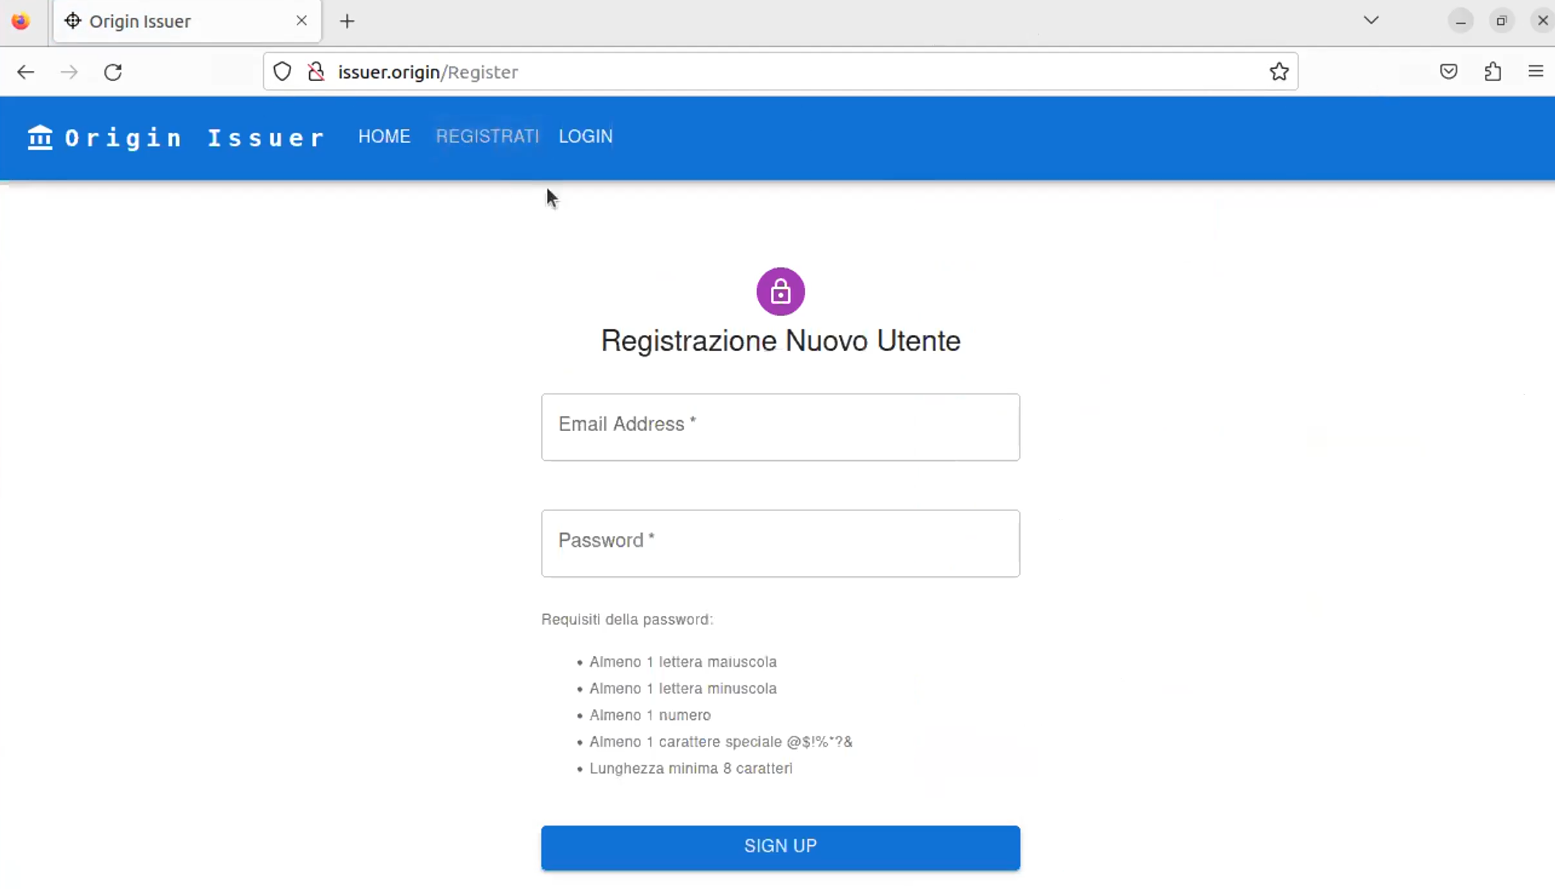 Origin Issuer
issuer.origin/Register
Origin Issuer HOME REGISTRATI LOGIN
Registrazione Nuovo Utente
Email Address *
Password *
Requisiti della password:
• Almeno 1 lettera maiuscola
• Almeno 1 lettera minuscola
• Almeno 1 numero
• Almeno 1 carattere speciale @$!%*?&
• Lunghezza minima 8 caratteri
SIGN UP